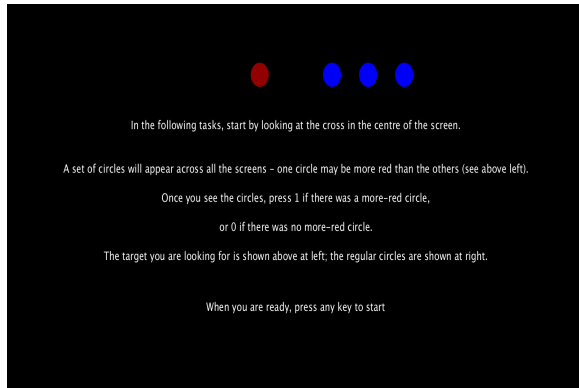 In the following tasks, start by looking at the cross in the centre of the screen.
A set of circles will appear across all the screens - one circle may be more red than the others (see above left).
Once you see the circles, press 1 if there was a more-red circle,
or 0 if there was no more-red circle.
The target you are looking for is shown above at left; the regular circles are shown at right.
When you are ready, press any key to start